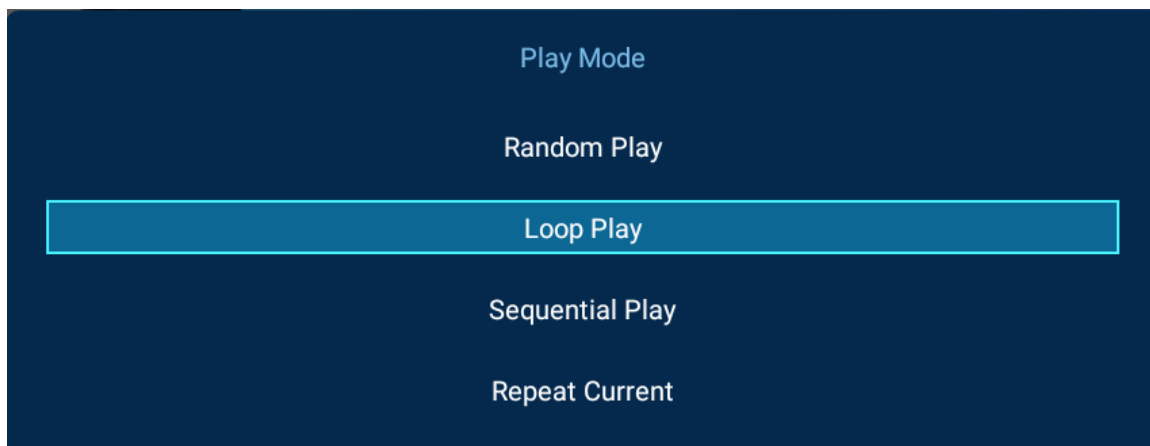 Play Mode
Random Play
Loop Play
Sequential Play
Repeat Current